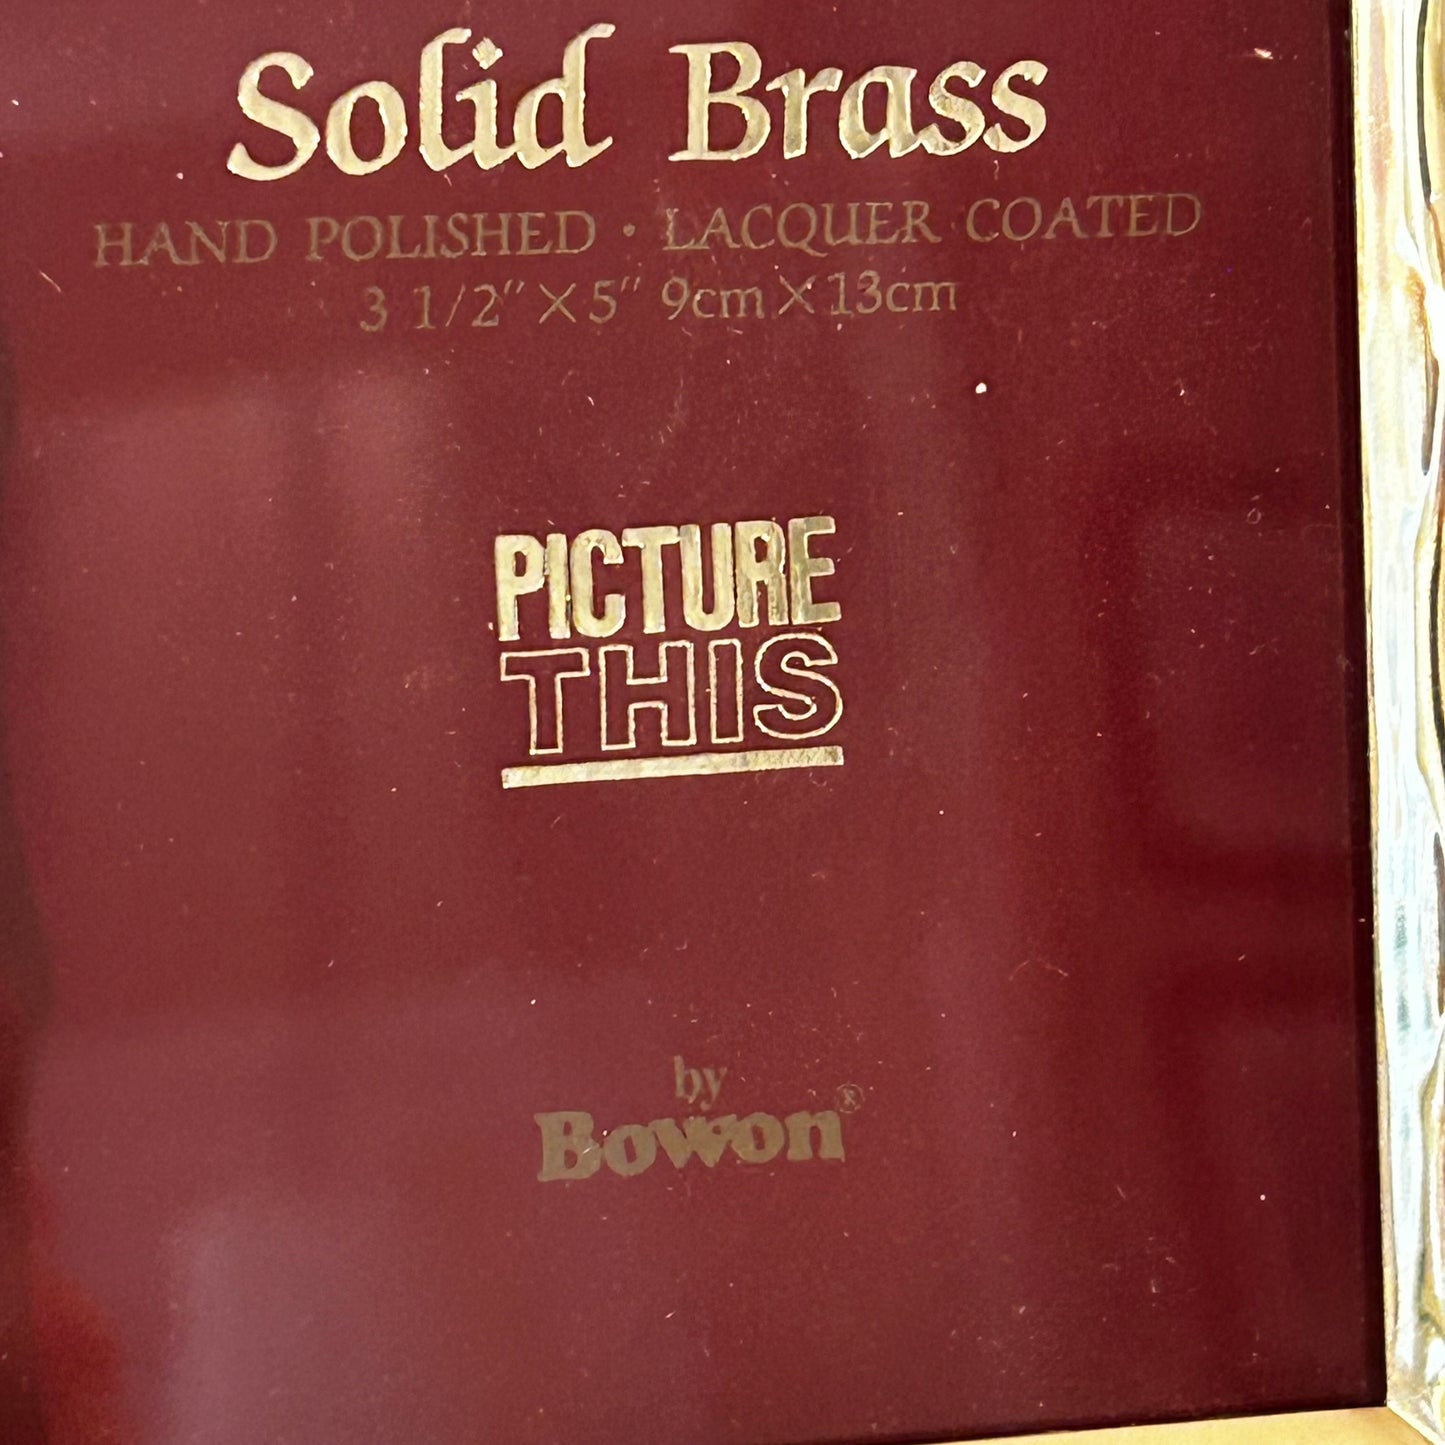 Solid Brass
HAND POLISHED · LACQUER COATED
3 1/2" X 5" 9cm X 13cm
PICTURE
THIS
by
Bowon®